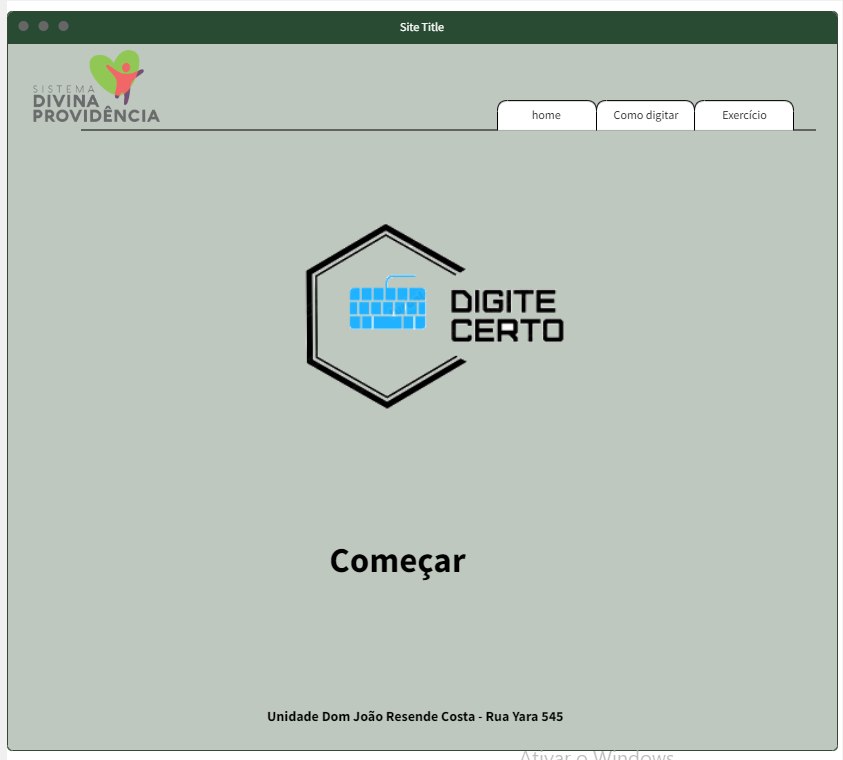 Site Title
SISTEMA
DIVINA
PROVIDÊNCIA
home
Como digitar
Exercício
DIGITE
CERTO
Começar
Unidade Dom João Resende Costa - Rua Yara 545
Ativar o Windows